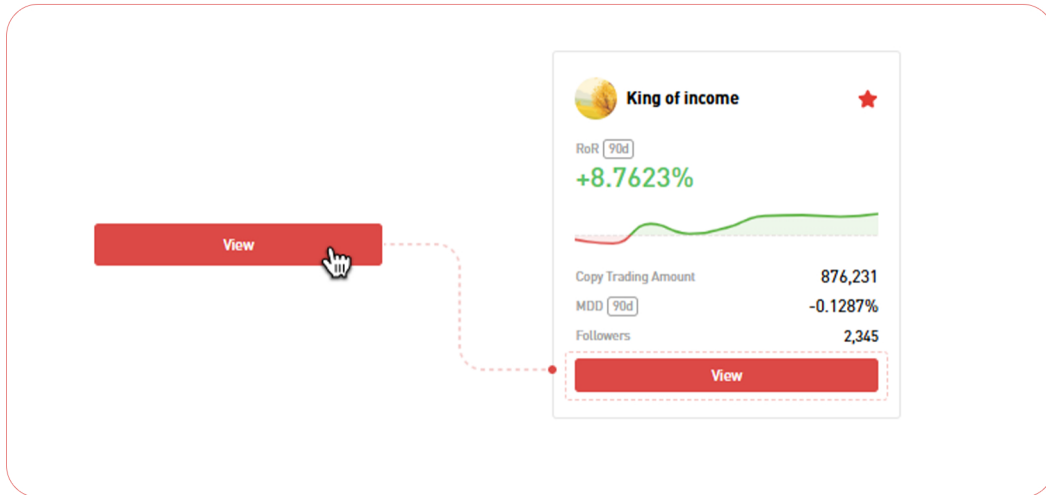 King of income
RoR 90d
+8.7623%
View
Copy Trading Amount 876,231
MDD 90d -0.1287%
Followers 2,345
View